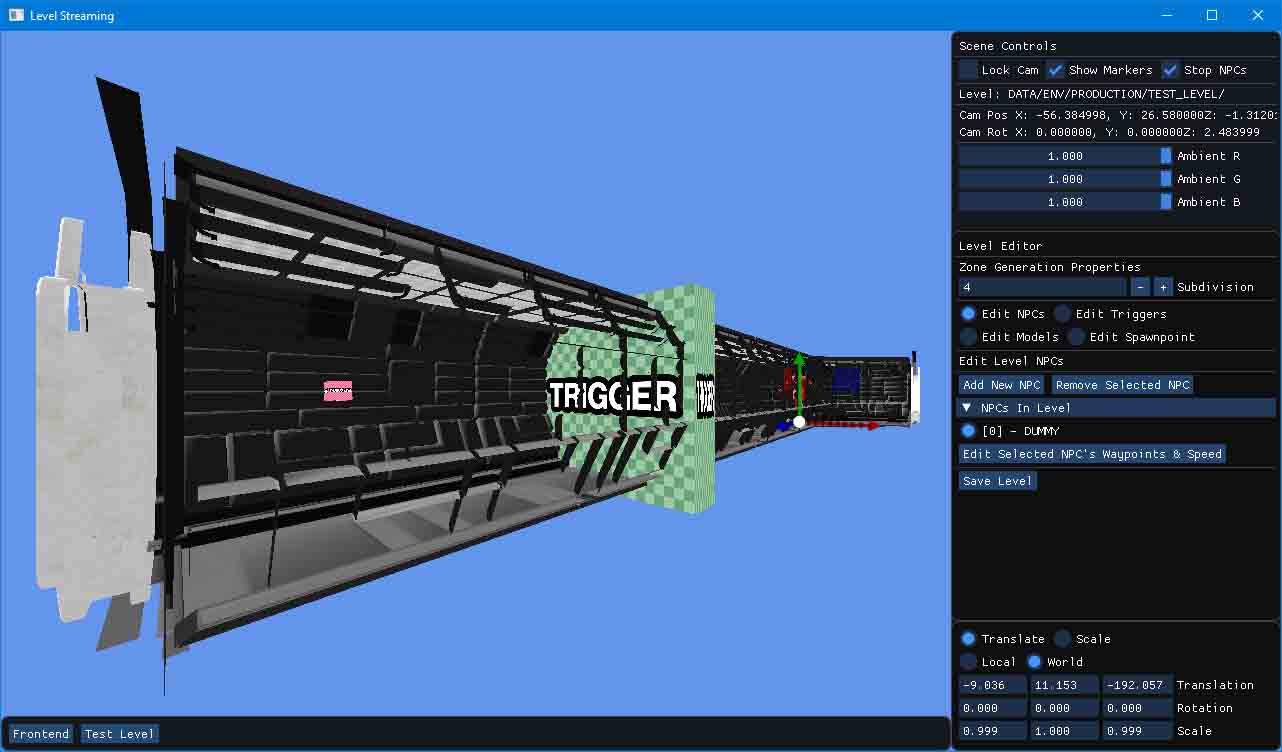 Level Streaming
Scene Controls
Lock Cam Show Markers Stop NPCs
Level: DATA/ENV/PRODUCTION/TEST_LEVEL/
Cam Pos X: -56.384998, Y: 26.580000Z: -1.3120
Cam Rot X: 0.000000, Y: 0.000000Z: 2.483999
1.000 Ambient R
1.000 Ambient G
1.000 Ambient B
Level Editor
Zone Generation Properties
4 - + Subdivision
Edit NPCs Edit Triggers
Edit Models Edit Spawnpoint
Edit Level NPCs
Add New NPC Remove Selected NPC
NPCs In Level
[0] - DUMMY
Edit Selected NPC's Waypoints & Speed
Save Level
Translate Scale
Local World
-9.036 11.153 -192.057 Translation
0.000 0.000 0.000 Rotation
0.999 1.000 0.999 Scale
TRIGGER
Frontend Test Level